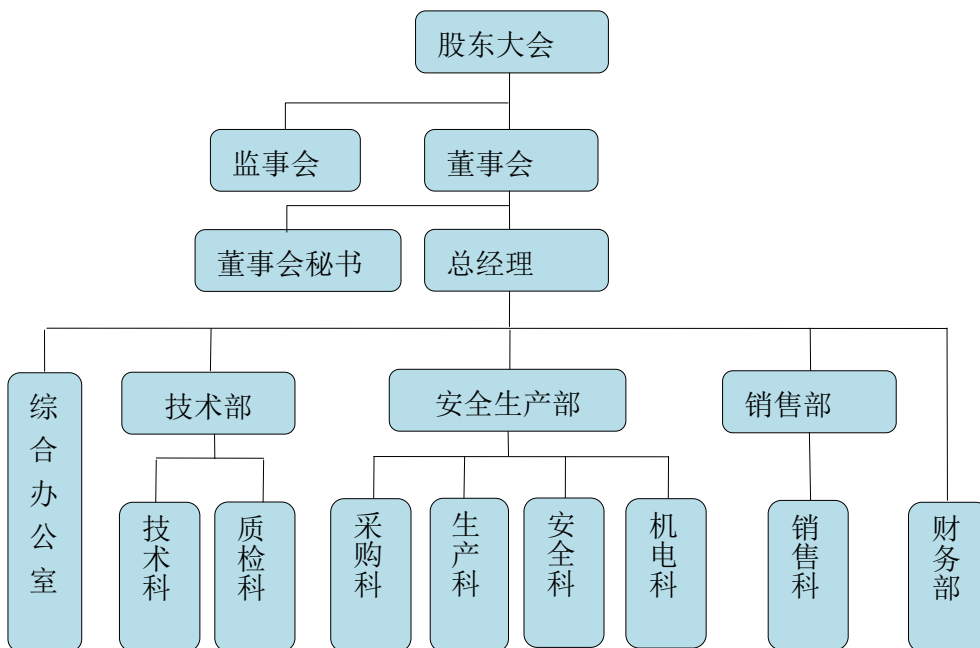 股东大会
监事会
董事会
董事会秘书
总经理
综合办公室
技术部
安全生产部
销售部
技术科
质检科
采购科
生产科
安全科
机电科
销售科
财务部